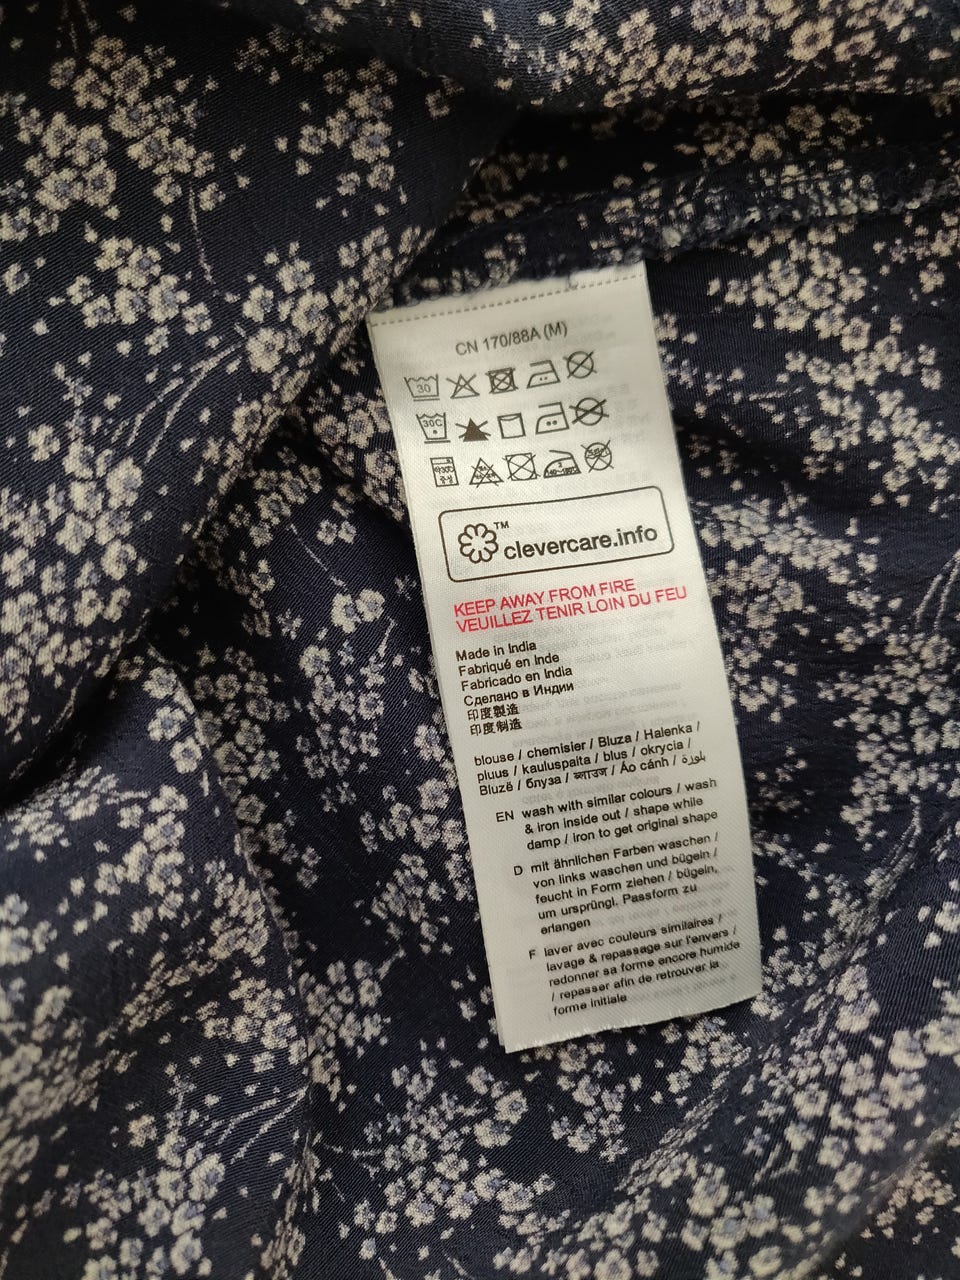 CN 170/88A (M)
30
30C
clevercare.info
TM
KEEP AWAY FROM FIRE
VEUILLEZ TENIR LOIN DU FEU
Made in India
Fabriqué en Inde
Fabricado en India
Сделано в Индии
印度製造
印度制造
blouse / chemisier / Bluza / Halenka /
pluus / kauluspaita / blus / okrycia /
Bluzë / блуза / ब्लाउज / Áo cánh / بلوزة
EN wash with similar colours / wash
& iron inside out / shape while
damp / iron to get original shape
D mit ähnlichen Farben waschen /
von links waschen und bügeln /
feucht in Form ziehen / bügeln,
um ursprüngl. Passform zu
erlangen
F laver avec couleurs similaires /
lavage & repassage sur l'envers /
redonner sa forme encore humide
/ repasser afin de retrouver la
forme initiale